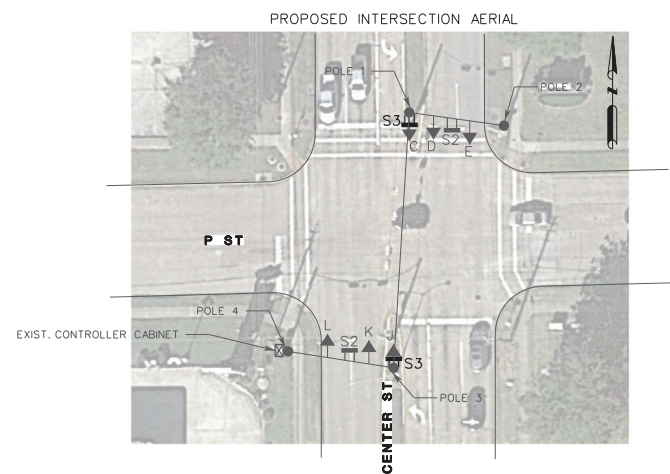 PROPOSED INTERSECTION AERIAL
POLE 1
POLE 2
N
S3
C
D
S2
E
P ST
POLE 4
EXIST. CONTROLLER CABINET
X
L
S2
K
J
S3
POLE 3
CENTER ST